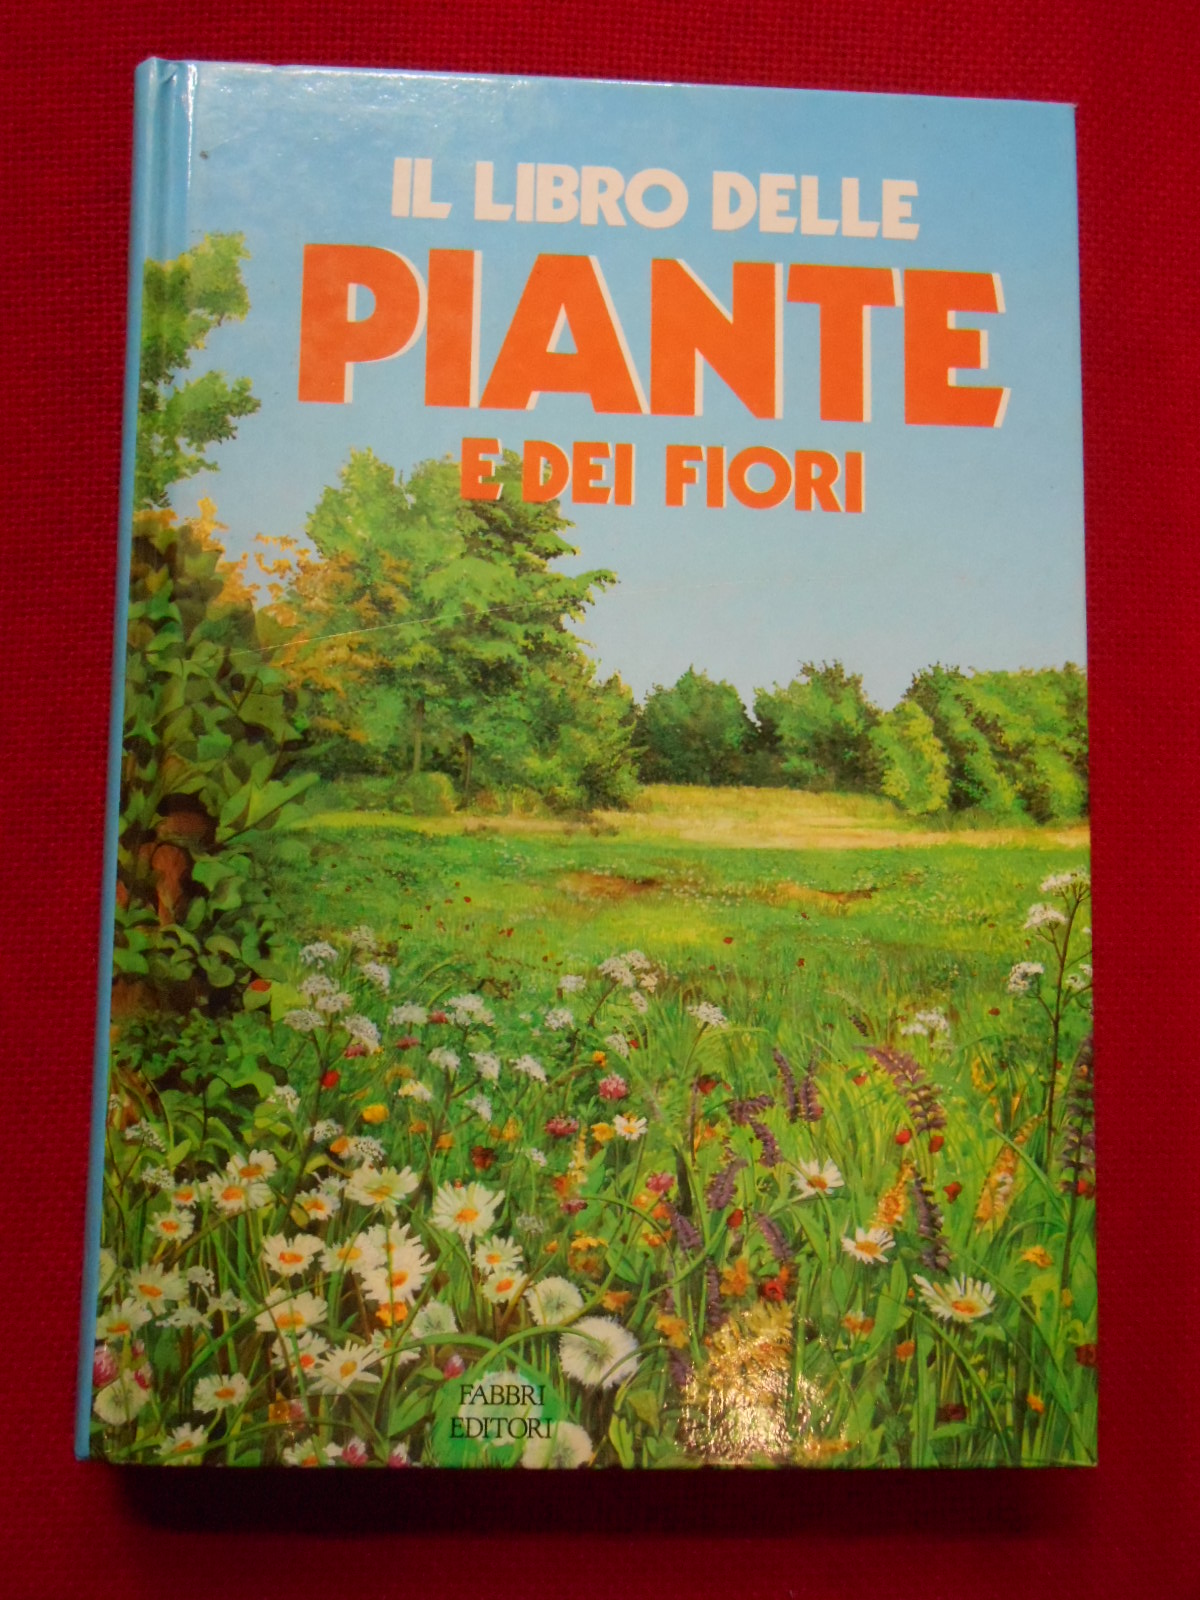 IL LIBRO DELLE
PIANTE
E DEI FIORI
FABBRI
EDITORI